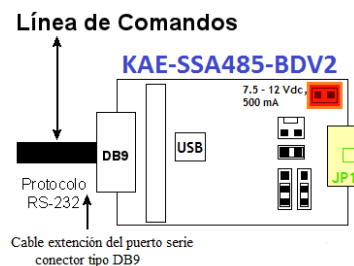 Línea de Comandos
KAE-SSA485-BDV2
7.5 - 12 Vdc,
500 mA
DB9
USB
JP1
Protocolo
RS-232
Cable extención del puerto serie
conector tipo DB9